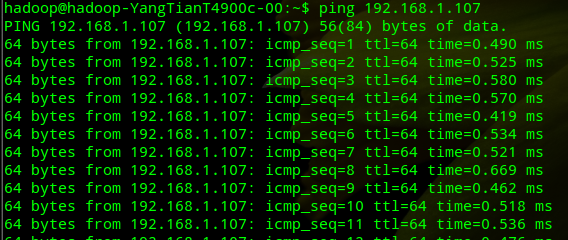 hadoop@hadoop-YangTianT4900c-00:~$ ping 192.168.1.107
PING 192.168.1.107 (192.168.1.107) 56(84) bytes of data.
64 bytes from 192.168.1.107: icmp_seq=1 ttl=64 time=0.490 ms
64 bytes from 192.168.1.107: icmp_seq=2 ttl=64 time=0.525 ms
64 bytes from 192.168.1.107: icmp_seq=3 ttl=64 time=0.580 ms
64 bytes from 192.168.1.107: icmp_seq=4 ttl=64 time=0.570 ms
64 bytes from 192.168.1.107: icmp_seq=5 ttl=64 time=0.419 ms
64 bytes from 192.168.1.107: icmp_seq=6 ttl=64 time=0.534 ms
64 bytes from 192.168.1.107: icmp_seq=7 ttl=64 time=0.521 ms
64 bytes from 192.168.1.107: icmp_seq=8 ttl=64 time=0.669 ms
64 bytes from 192.168.1.107: icmp_seq=9 ttl=64 time=0.462 ms
64 bytes from 192.168.1.107: icmp_seq=10 ttl=64 time=0.518 ms
64 bytes from 192.168.1.107: icmp_seq=11 ttl=64 time=0.536 ms